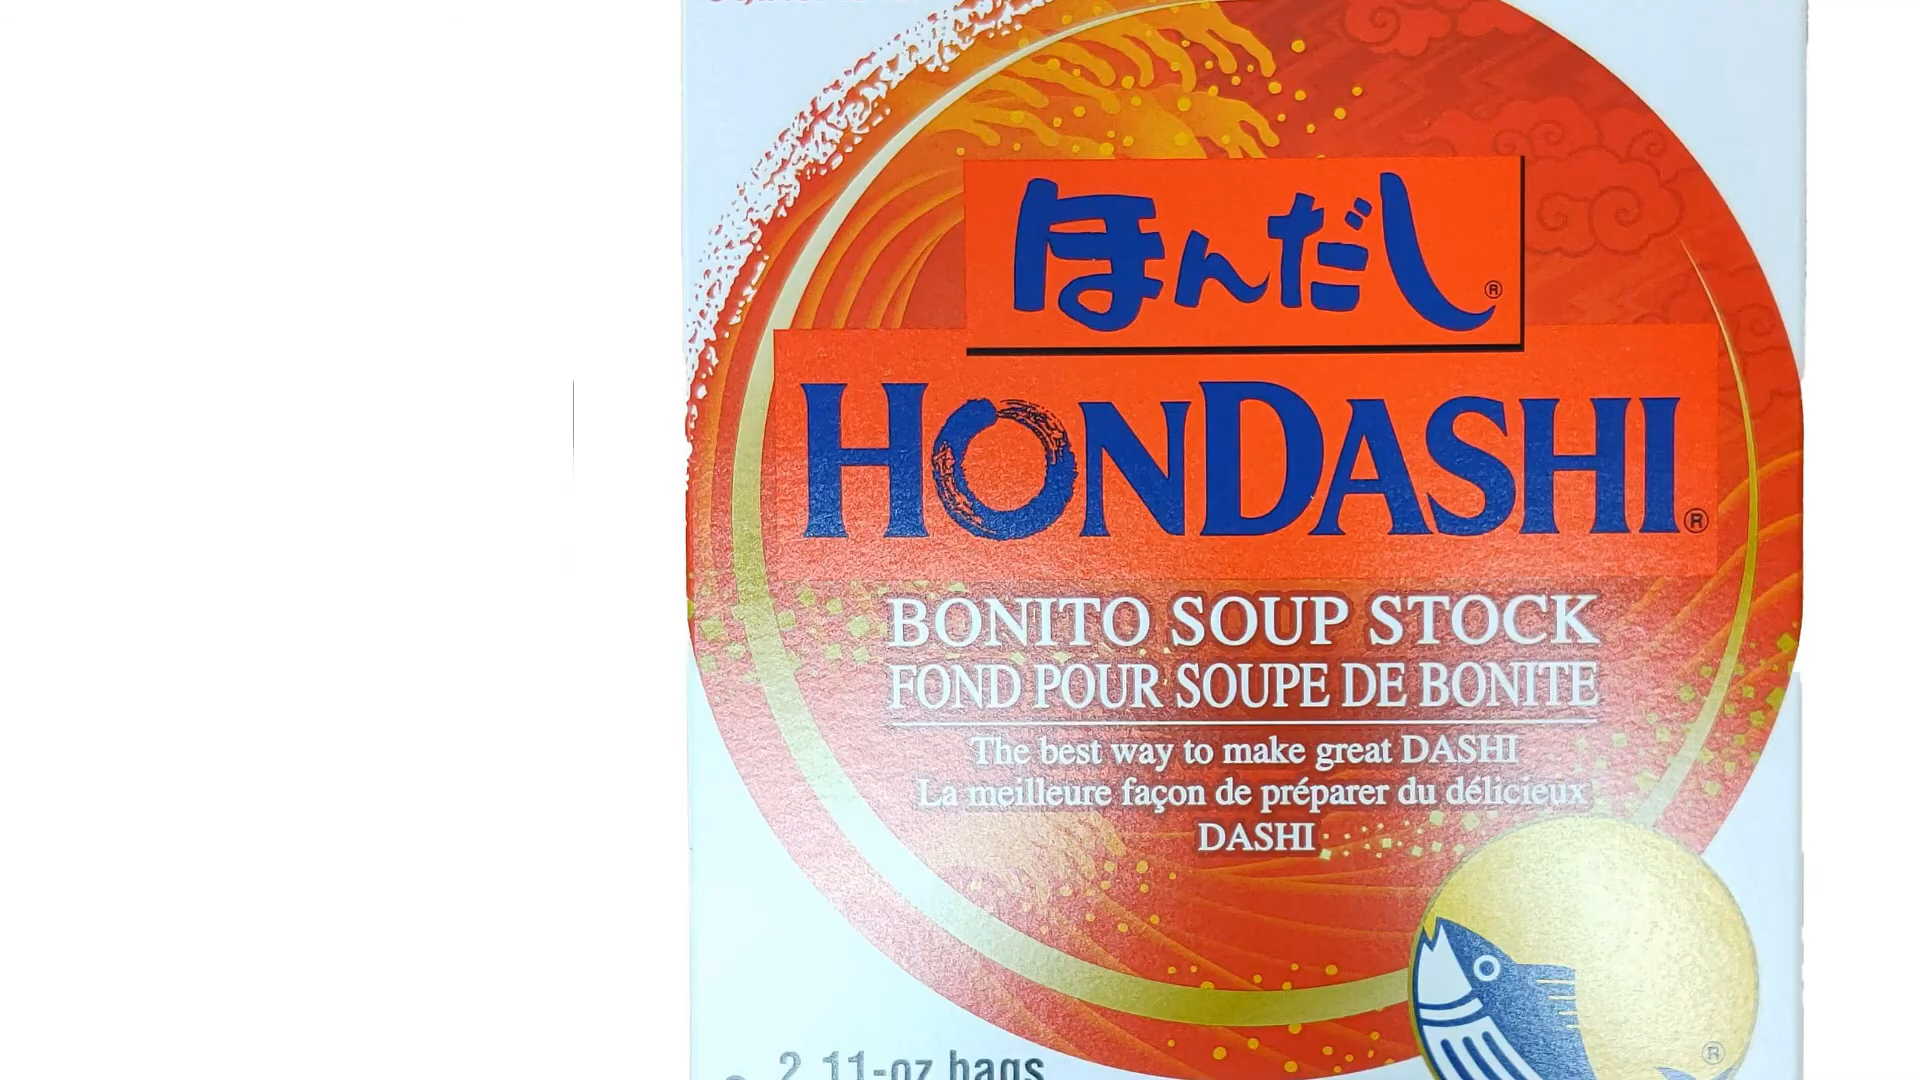 ほんだし®
HONDASHI®
BONITO SOUP STOCK
FOND POUR SOUPE DE BONITE
The best way to make great DASHI
La meilleure façon de préparer du délicieux
DASHI
®
2 11-oz bags